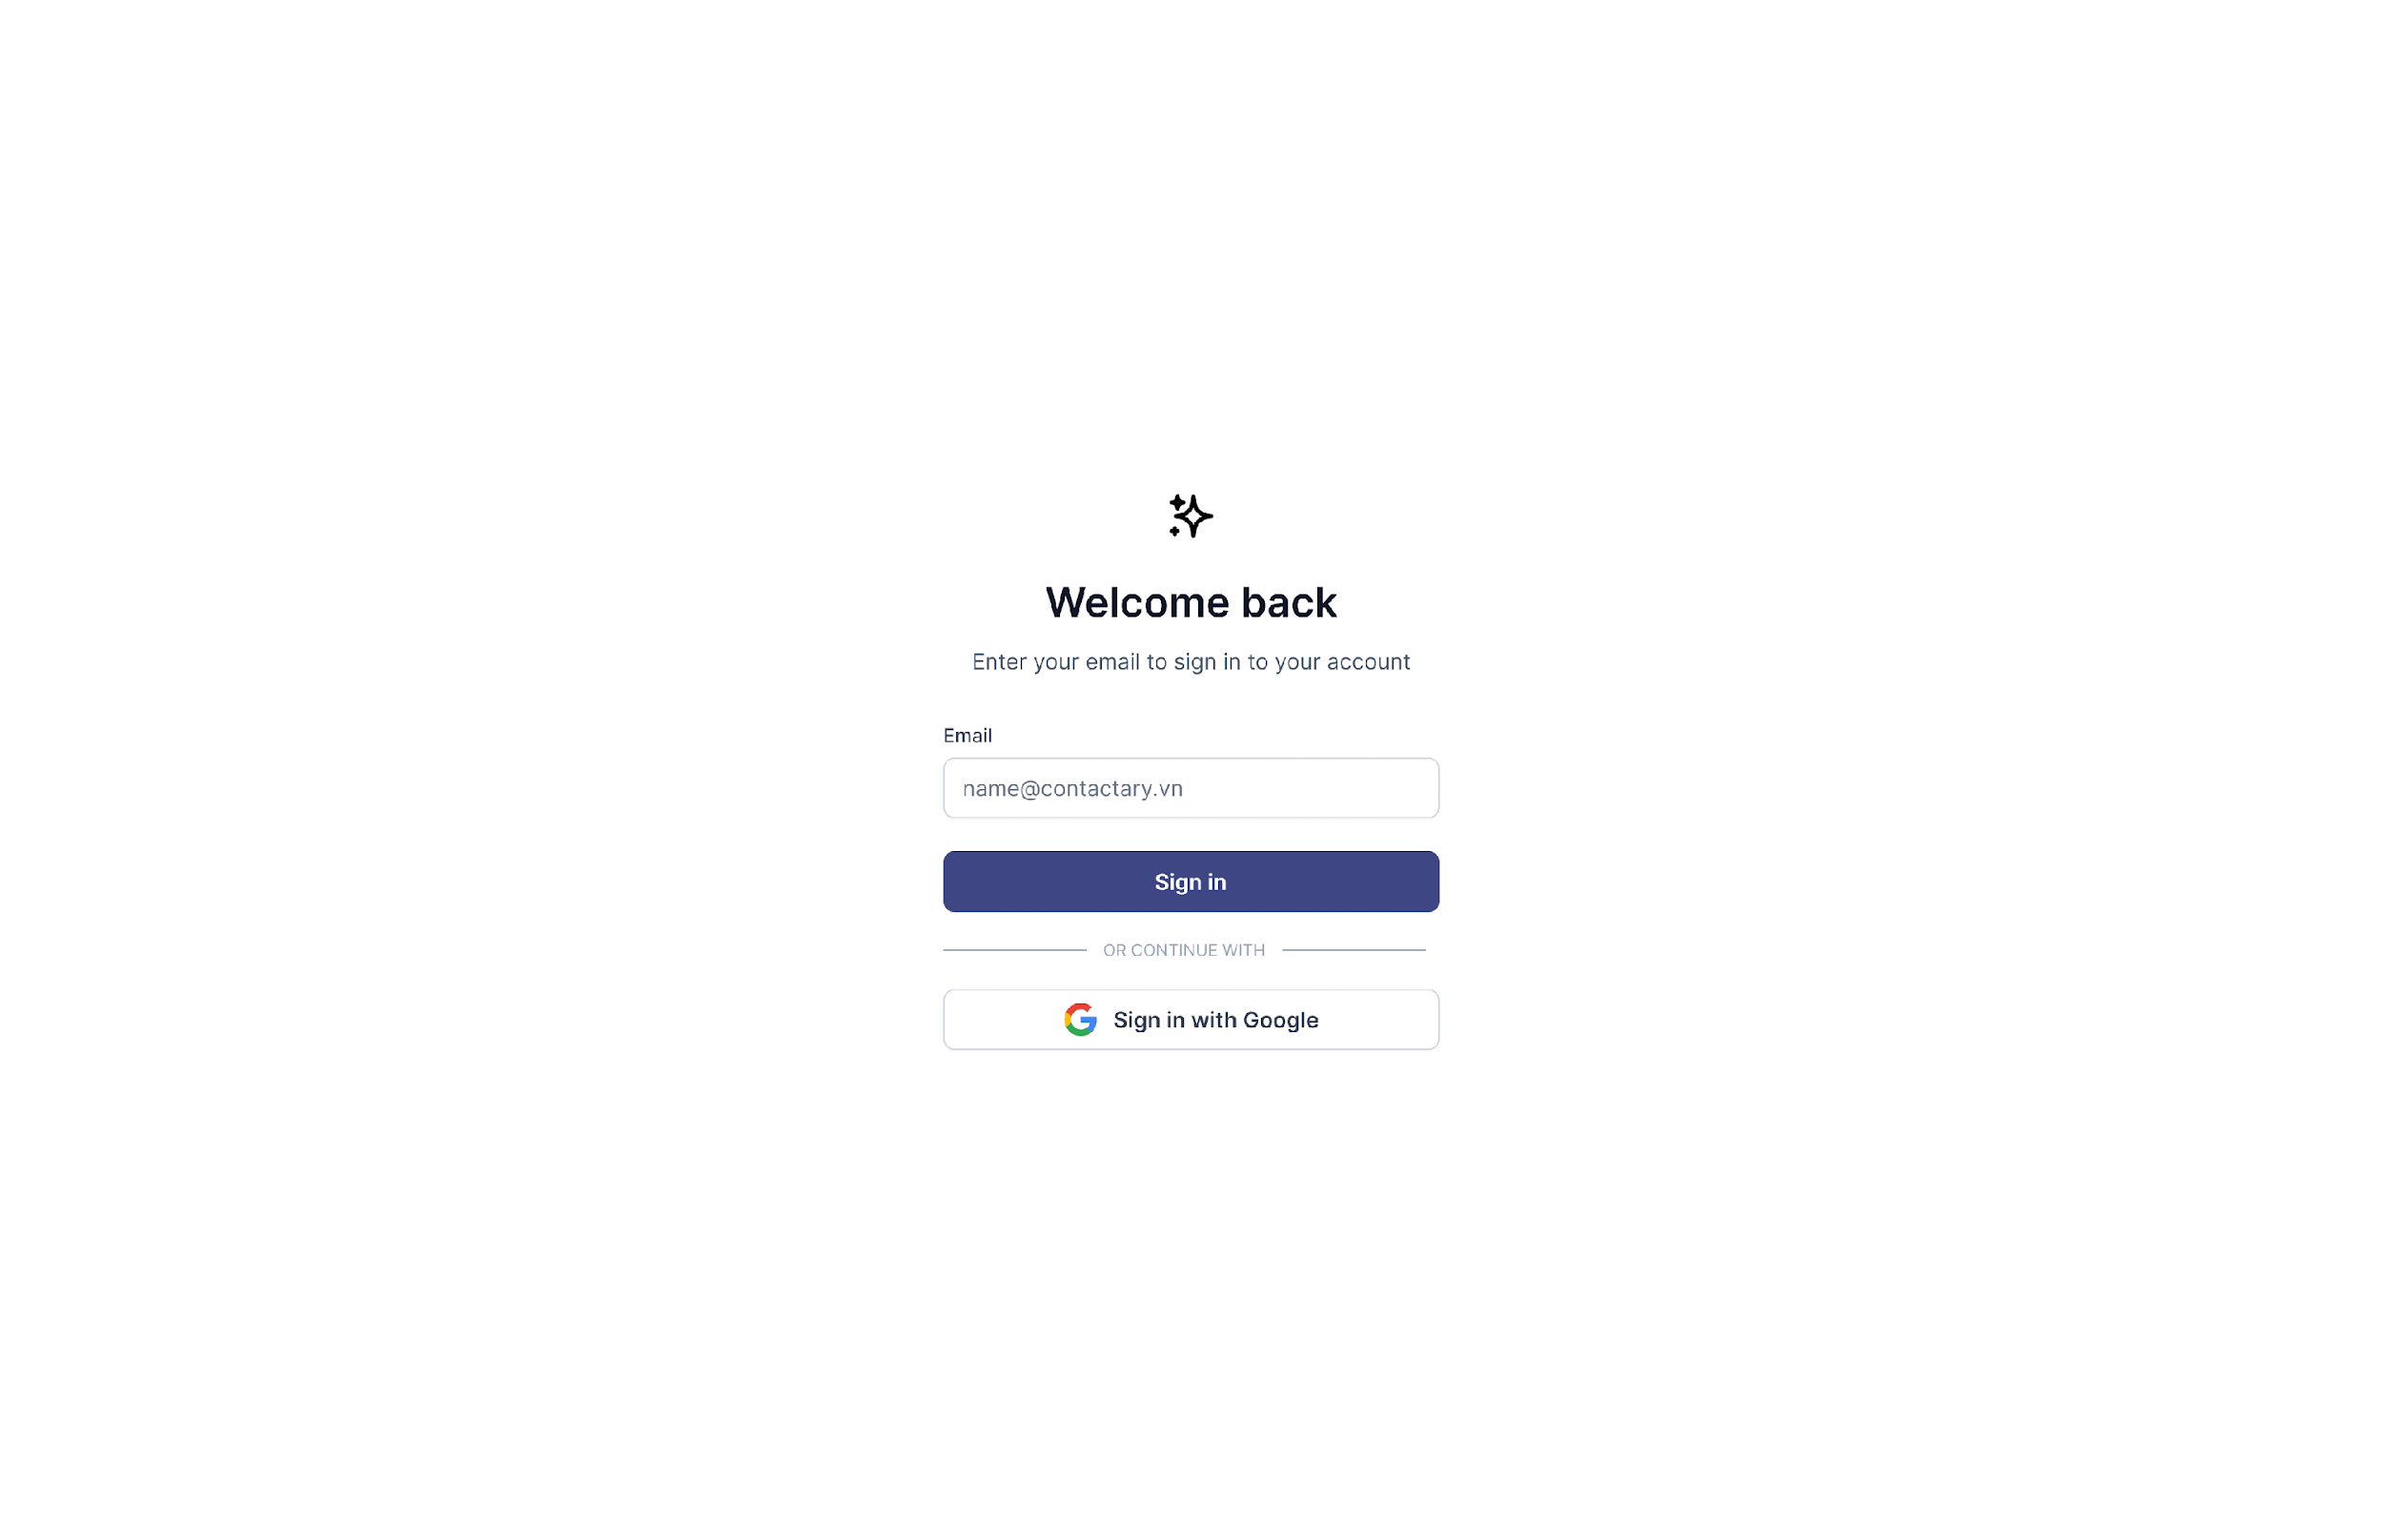 Welcome back
Enter your email to sign in to your account
Email
name@contactary.vn
Sign in
OR CONTINUE WITH
Sign in with Google